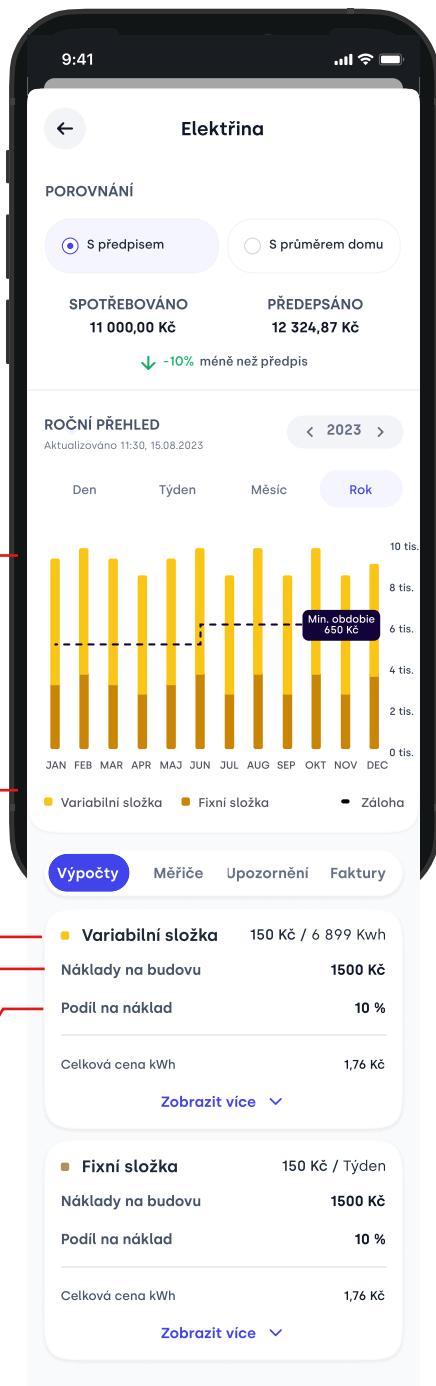 9:41
Elektřina
POROVNÁNÍ
S předpisem
S průměrem domu
SPOTŘEBOVÁNO
PŘEDEPSÁNO
11 000,00 Kč
12 324,87 Kč
-10% méně než předpis
ROČNÍ PŘEHLED
2023
Aktualizováno 11:30, 15.08.2023
Den
Týden
Měsíc
Rok
10 tis.
8 tis.
Min. obdobie
650 Kč
6 tis.
4 tis.
2 tis.
0 tis.
JAN FEB MAR APR MAJ JUN JUL AUG SEP OKT NOV DEC
Variabilní složka
Fixní složka
Záloha
Výpočty
Měřiče
Upozornění
Faktury
Variabilní složka 150 Kč / 6 899 Kwh
Náklady na budovu 1500 Kč
Podíl na náklad 10 %
Celková cena kWh 1,76 Kč
Zobrazit více
Fixní složka 150 Kč / Týden
Náklady na budovu 1500 Kč
Podíl na náklad 10 %
Celková cena kWh 1,76 Kč
Zobrazit více